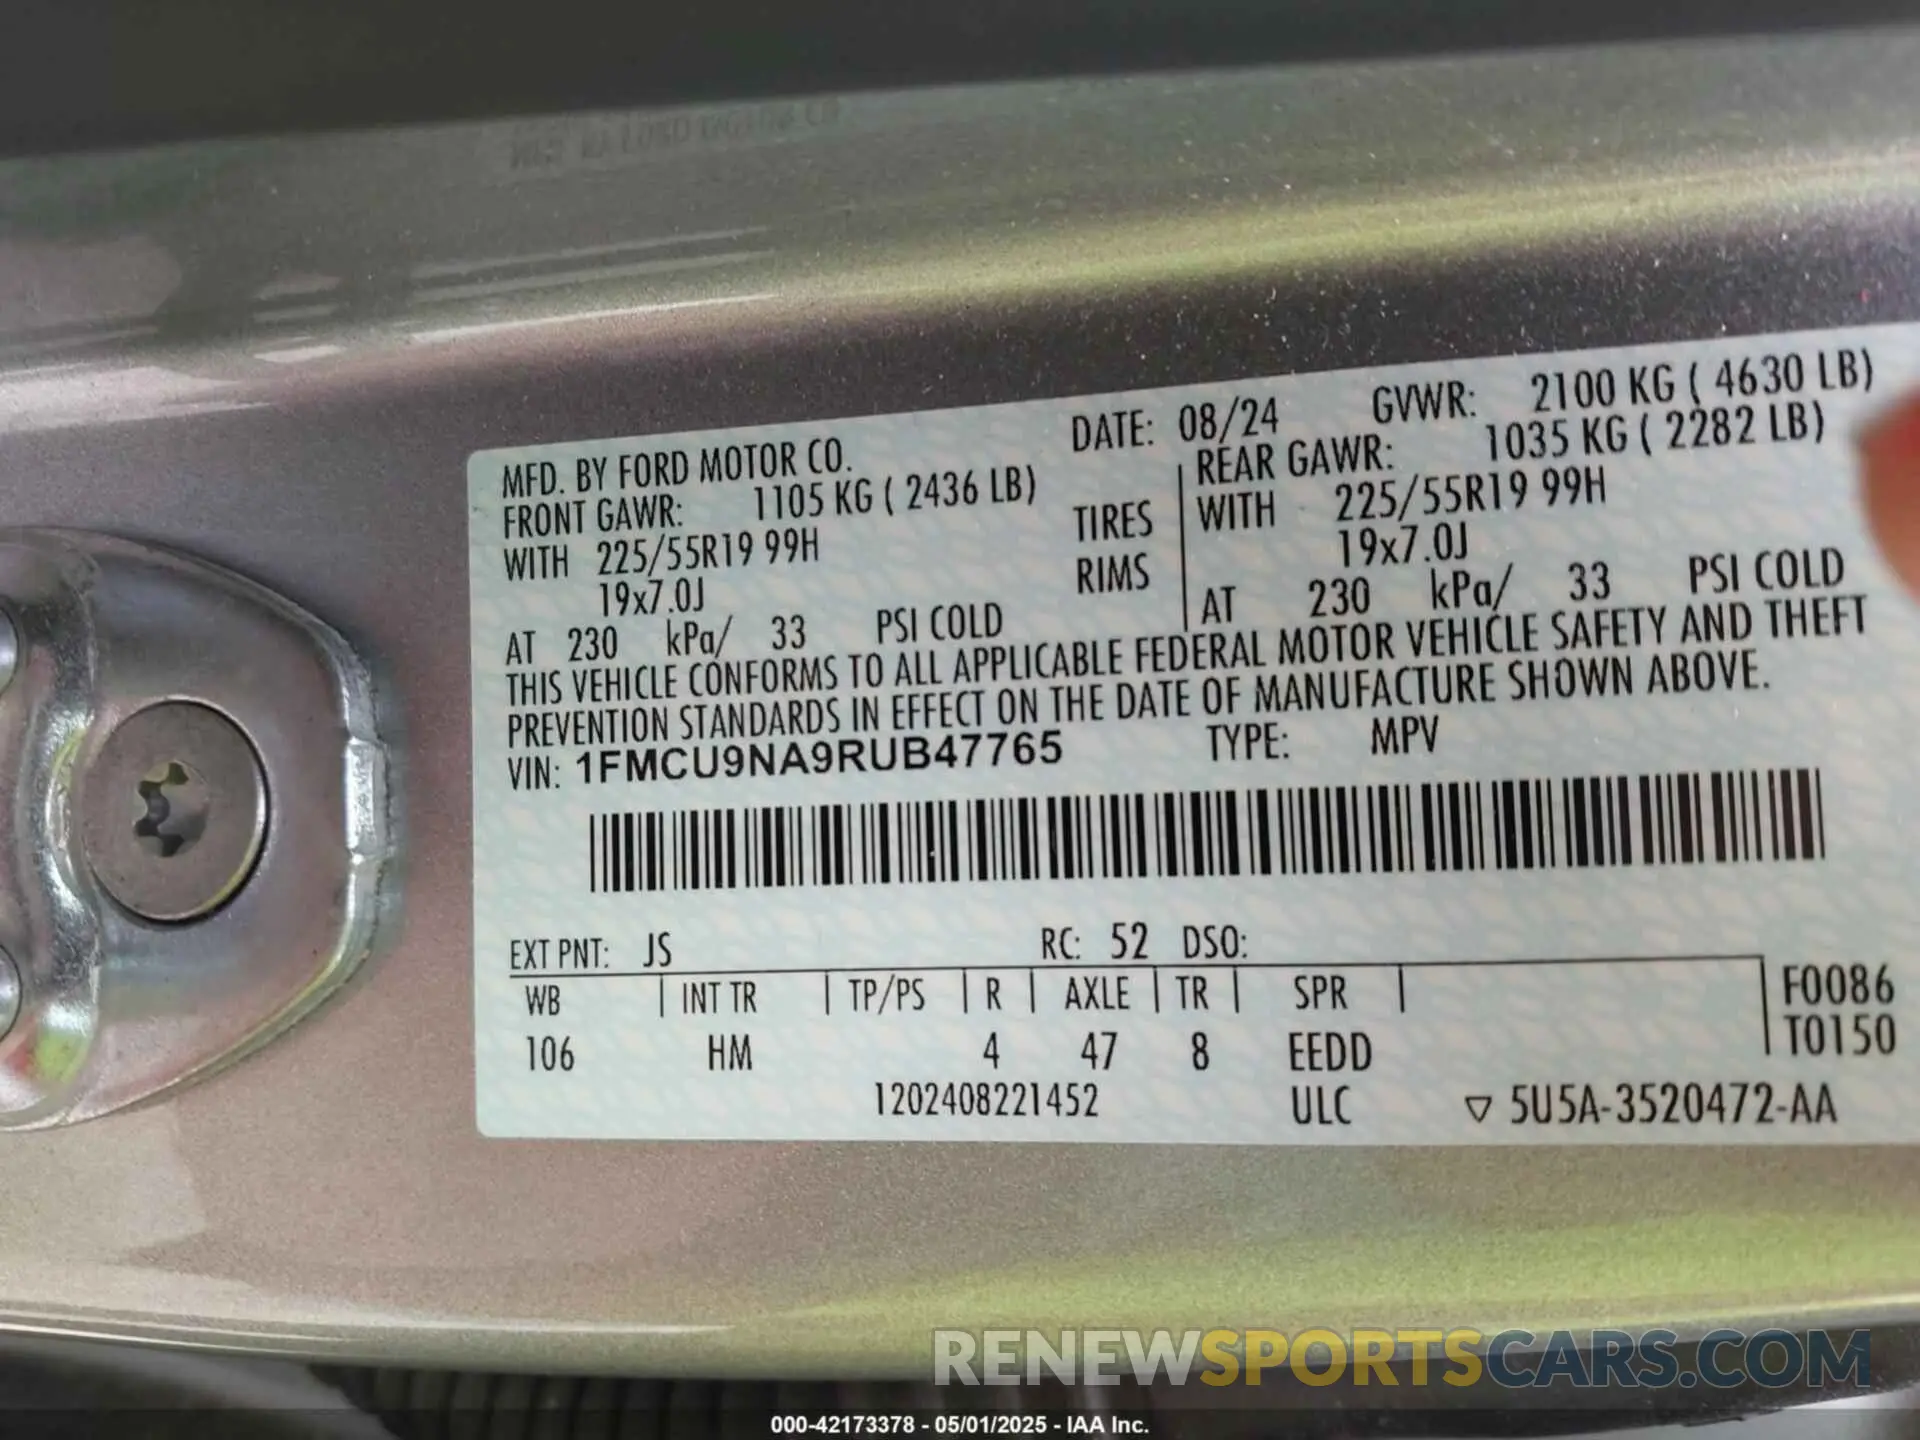 MFD. BY FORD MOTOR CO. DATE: 08/24 GVWR: 2100 KG ( 4630 LB)
FRONT GAWR: 1105 KG ( 2436 LB) REAR GAWR: 1035 KG ( 2282 LB)
WITH 225/55R19 99H TIRES WITH 225/55R19 99H
19x7.0J RIMS 19x7.0J
AT 230 kPa/ 33 PSI COLD AT 230 kPa/ 33 PSI COLD
THIS VEHICLE CONFORMS TO ALL APPLICABLE FEDERAL MOTOR VEHICLE SAFETY AND THEFT
PREVENTION STANDARDS IN EFFECT ON THE DATE OF MANUFACTURE SHOWN ABOVE.
VIN: 1FMCU9NA9RUB47765 TYPE: MPV
EXT PNT: JS RC: 52 DSO:
WB INT TR TP/PS R AXLE TR SPR F0086
T0150
106 HM 4 47 8 EEDD
1202408221452 ULC ▽ 5U5A-3520472-AA
RENEWSPORTSCARS.COM
000-42173378 - 05/01/2025 - IAA Inc.